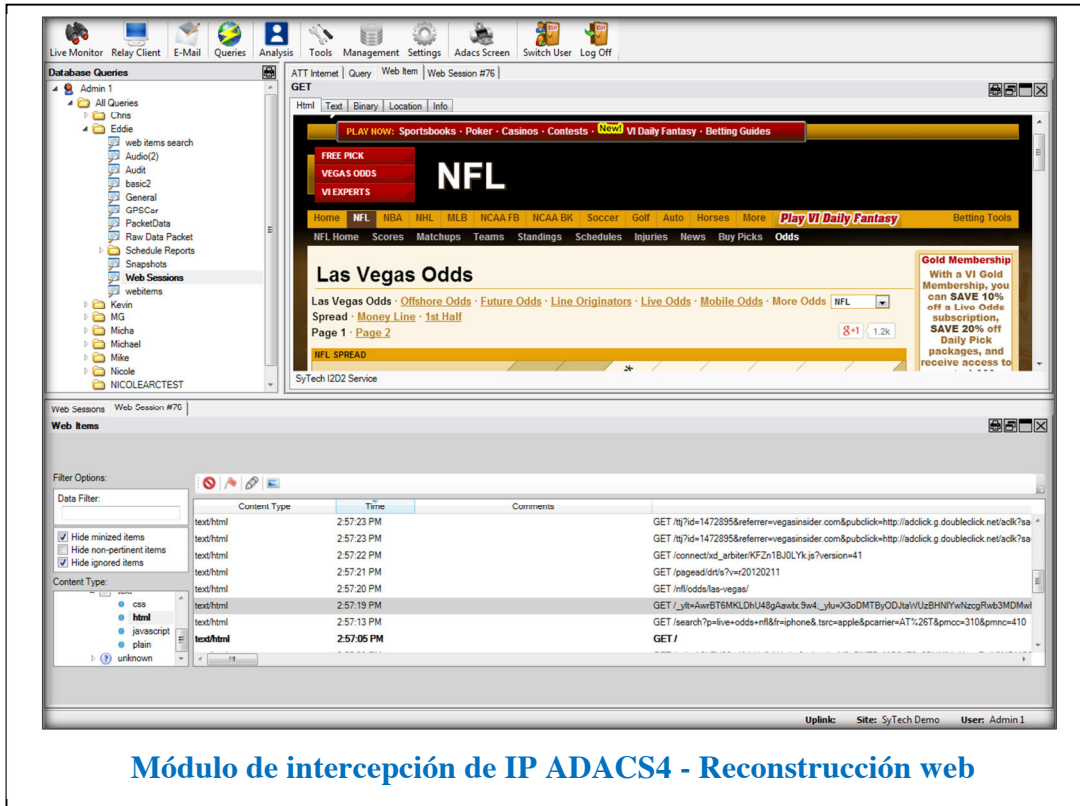 Live Monitor Relay Client E-Mail Queries Analysis Tools Management Settings Adacs Screen Switch User Log Off
Database Queries
Admin 1
All Queries
Chris
Eddie
web items search
Audio(2)
Audit
basic2
General
GPSCar
PacketData
Raw Data Packet
Schedule Reports
Snapshots
Web Sessions
webitems
Kevin
MG
Micha
Michael
Mike
Nicole
NICOLEARCTEST
ATT Internet Query Web Item Web Session #76
GET
Html Text Binary Location Info
PLAY NOW: Sportsbooks · Poker · Casinos · Contests · New! VI Daily Fantasy · Betting Guides
FREE PICK
VEGAS ODDS
VI EXPERTS
NFL
Home NFL NBA NHL MLB NCAA FB NCAA BK Soccer Golf Auto Horses More Play VI Daily Fantasy Betting Tools
NFL Home Scores Matchups Teams Standings Schedules Injuries News Buy Picks Odds
Las Vegas Odds
Las Vegas Odds · Offshore Odds · Future Odds · Line Originators · Live Odds · Mobile Odds · More Odds NFL
Spread · Money Line · 1st Half
Page 1 · Page 2
g+1 1.2k
NFL SPREAD
Gold Membership
With a VI Gold
Membership, you
can SAVE 10%
off a Live Odds
subscription,
SAVE 20% off
Daily Pick
packages, and
receive access to
SyTech I2D2 Service
Web Sessions Web Session #76
Web Items
Filter Options:
Data Filter:
Hide minized items
Hide non-pertinent items
Hide ignored items
Content Type:
text
css
html
javascript
plain
unknown
Content Type Time Comments
text/html 2:57:23 PM GET /ttj?id=1472895&referrer=vegasinsider.com&pubclick=http://adclick.g.doubleclick.net/aclk?sa
text/html 2:57:23 PM GET /ttj?id=1472895&referrer=vegasinsider.com&pubclick=http://adclick.g.doubleclick.net/aclk?sa
text/html 2:57:22 PM GET /connect/xd_arbiter/KFZn1BJ0LYk.js?version=41
text/html 2:57:21 PM GET /pagead/drt/s?v=r20120211
text/html 2:57:20 PM GET /nfl/odds/las-vegas/
text/html 2:57:19 PM GET
text/html 2:57:13 PM GET /search?p=live+odds+nfl&fr=iphone&.tsrc=apple&pcarrier=AT%26T&pmcc=310&pmnc=410
text/html 2:57:05 PM GET /
Uplink: Site: SyTech Demo User: Admin 1
Módulo de intercepción de IP ADACS4 - Reconstrucción web